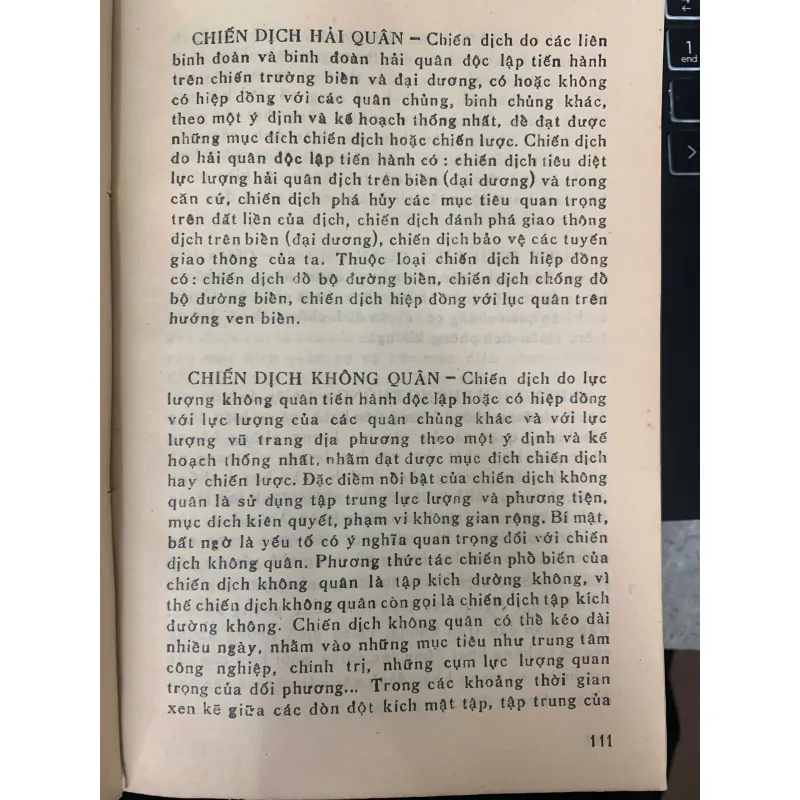 CHIẾN DỊCH HẢI QUÂN – Chiến dịch do các liên
binh đoàn và binh đoàn hải quân độc lập tiến hành
trên chiến trường biển và đại dương, có hoặc không
có hiệp đồng với các quân chủng, binh chủng khác,
theo một ý định và kế hoạch thống nhất, để đạt được
những mục đích chiến dịch hoặc chiến lược. Chiến dịch
do hải quân độc lập tiến hành có : chiến dịch tiêu diệt
lực lượng hải quân địch trên biển (đại dương) và trong
căn cứ, chiến dịch phá hủy các mục tiêu quan trọng
trên đất liền của địch, chiến dịch đánh phá giao thông
địch trên biển (đại dương), chiến dịch bảo vệ các tuyến
giao thông của ta. Thuộc loại chiến dịch hiệp đồng
có : chiến dịch đổ bộ đường biển, chiến dịch chống đổ
bộ đường biển, chiến dịch hiệp đồng với lục quân trên
hướng ven biển.
CHIẾN DỊCH KHÔNG QUÂN – Chiến dịch do lực
lượng không quân tiến hành độc lập hoặc có hiệp đồng
với lực lượng của các quân chủng khác và với lực
lượng vũ trang địa phương theo một ý định và kế
hoạch thống nhất, nhằm đạt được mục đích chiến dịch
hay chiến lược. Đặc điểm nổi bật của chiến dịch không
quân là sử dụng tập trung lực lượng và phương tiện,
mục đích kiên quyết, phạm vi không gian rộng. Bí mật,
bất ngờ là yếu tố có ý nghĩa quan trọng đối với chiến
dịch không quân. Phương thức tác chiến phổ biến của
chiến dịch không quân là tập kích đường không, vì
thế chiến dịch không quân còn gọi là chiến dịch tập kích
đường không. Chiến dịch không quân có thể kéo dài
nhiều ngày, nhằm vào những mục tiêu như trung tâm
công nghiệp, chính trị, những cụm lực lượng quan
trọng của đối phương... Trong các khoảng thời gian
xen kẽ giữa các đòn đột kích mật tập, tập trung của
111
1
end